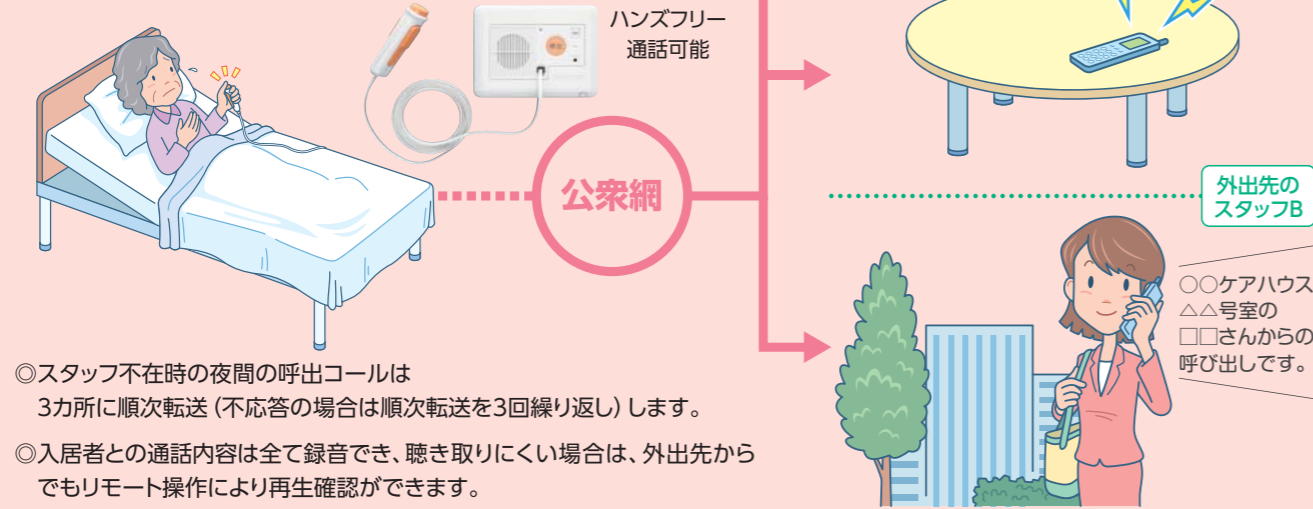 ハンズフリー
通話可能
公衆網
外出先の
スタッフB
○○ケアハウス
△△号室の
□□さんからの
呼び出しです。
◎スタッフ不在時の夜間の呼出コールは
3カ所に順次転送（不応答の場合は順次転送を3回繰り返し）します。
◎入居者との通話内容は全て録音でき、聴き取りにくい場合は、外出先から
でもリモート操作により再生確認ができます。